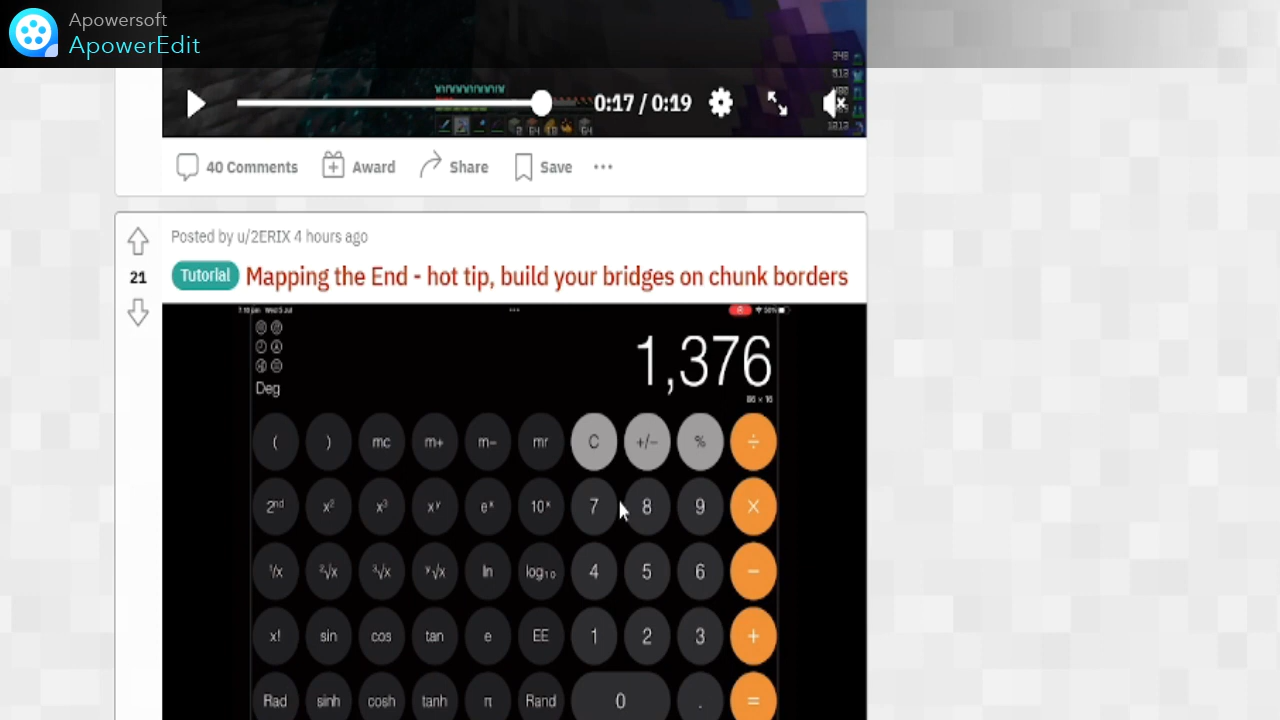 Apowersoft
ApowerEdit
0:17 / 0:19
40 Comments Award Share Save
Posted by u/2ERIX 4 hours ago
21
Tutorial Mapping the End - hot tip, build your bridges on chunk borders
1,376
86 × 16
Deg
( ) mc m+ m− mr C +/− % ÷
2ⁿᵈ x² x³ xʸ eˣ 10ˣ 7 8 9 ×
¹/x ²√x ³√x ʸ√x ln log₁₀ 4 5 6 −
x! sin cos tan e EE 1 2 3 +
Rad sinh cosh tanh π Rand 0 . =